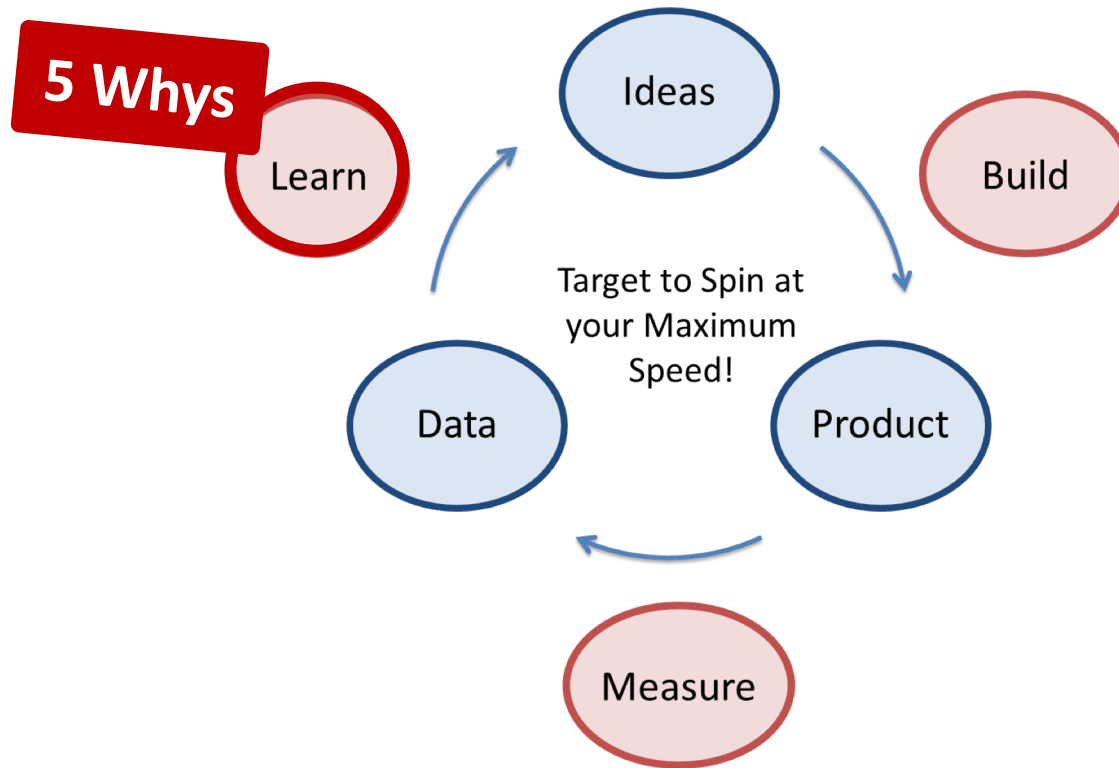 5 Whys
Ideas
Learn
Build
Target to Spin at
your Maximum
Speed!
Data
Product
Measure